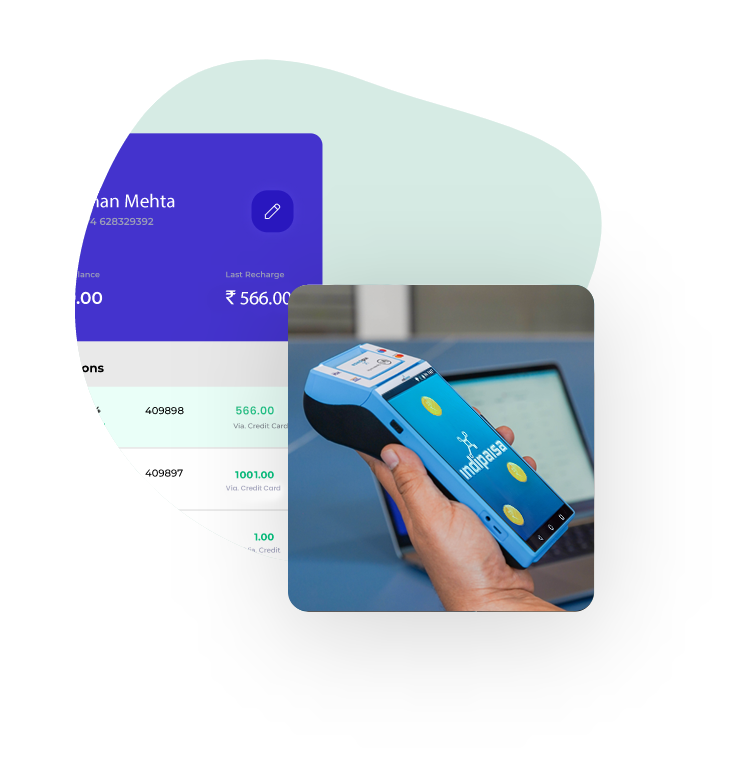 nan Mehta
4 628329392
lance Last Recharge
.00 ₹ 566.00
ons
409898 566.00
Via. Credit Card
409897 1001.00
Via. Credit Card
1.00
Via. Credit
indipaisa